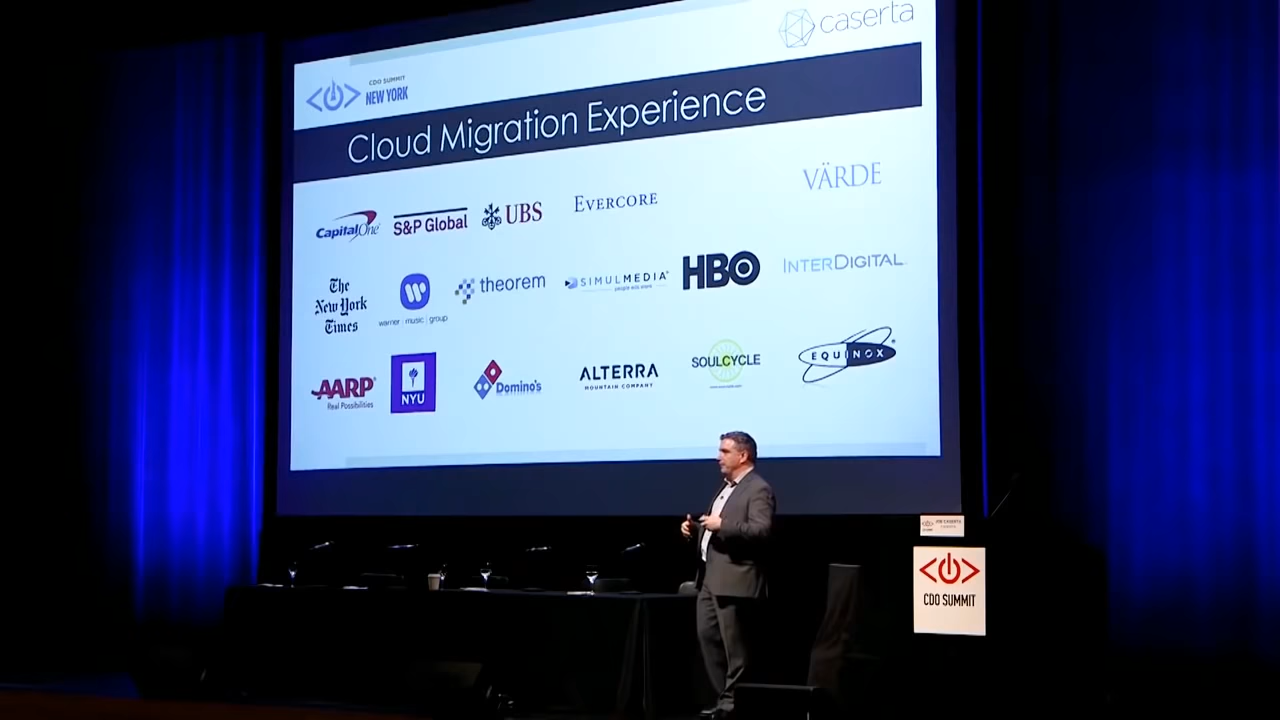 caserta
CDO SUMMIT
NEW YORK
Cloud Migration Experience
Capital One
S&P Global
UBS
EVERCORE
VÄRDE
The
New York
Times
warner music group
theorem
SIMULMEDIA
HBO
INTERDIGITAL
AARP
Real Possibilities
NYU
Domino's
ALTERRA
MOUNTAIN COMPANY
SOULCYCLE
EQUINOX
CDO SUMMIT